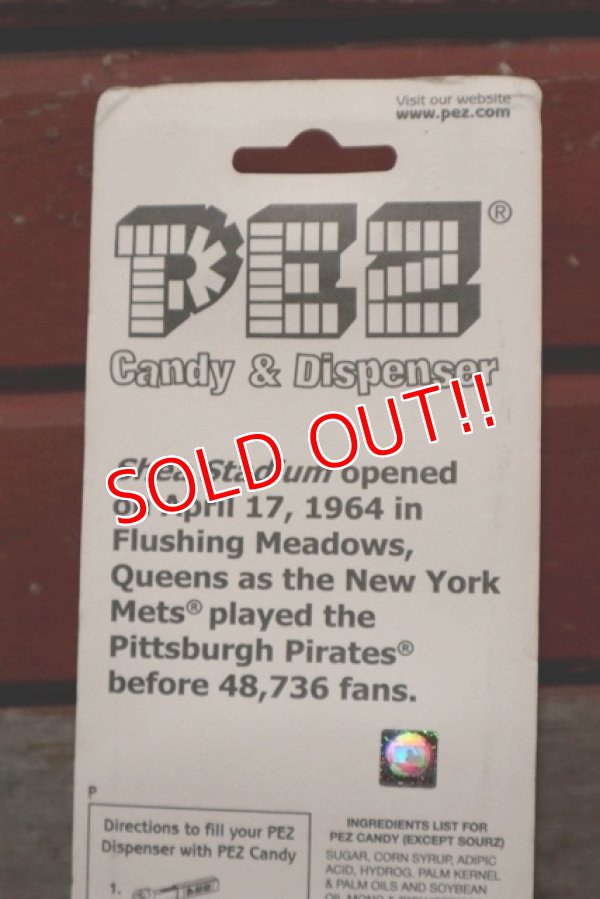 Visit our website
www.pez.com
PEZ®
Candy & Dispenser
SOLD OUT!!
Shea Stadium opened
on April 17, 1964 in
Flushing Meadows,
Queens as the New York
Mets® played the
Pittsburgh Pirates®
before 48,736 fans.
P
Directions to fill your PEZ
Dispenser with PEZ Candy
1.
INGREDIENTS LIST FOR
PEZ CANDY (EXCEPT SOURZ)
SUGAR, CORN SYRUP, ADIPIC
ACID, HYDROG. PALM KERNEL
& PALM OILS AND SOYBEAN